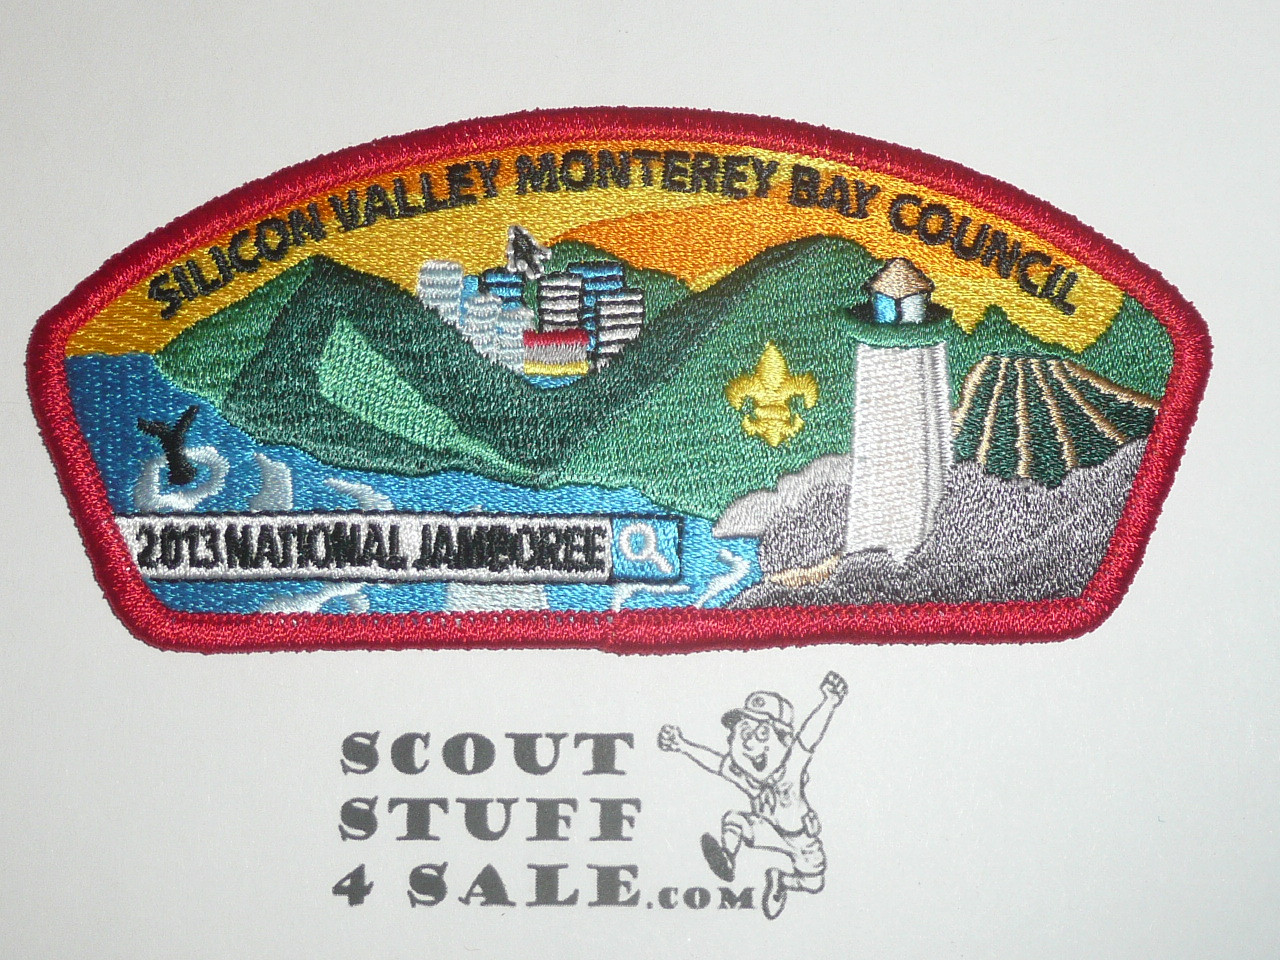 SILICON VALLEY MONTEREY BAY COUNCIL
2013 NATIONAL JAMBOREE
SCOUT
STUFF
4 SALE.COM